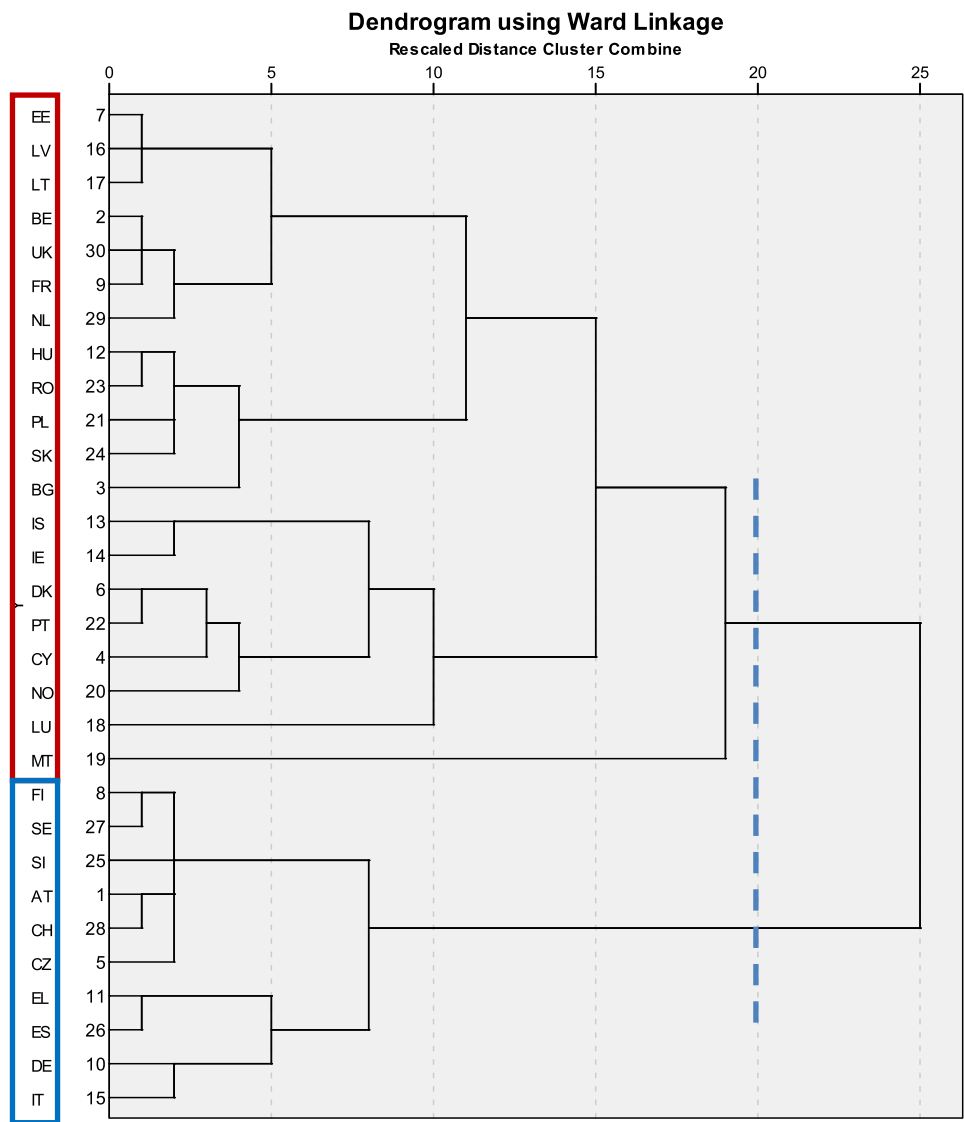 Dendrogram using Ward Linkage
Rescaled Distance Cluster Combine
0 5 10 15 20 25
EE 7
LV 16
LT 17
BE 2
UK 30
FR 9
NL 29
HU 12
RO 23
PL 21
SK 24
BG 3
IS 13
IE 14
DK 6
Y
PT 22
CY 4
NO 20
LU 18
MT 19
FI 8
SE 27
SI 25
AT 1
CH 28
CZ 5
EL 11
ES 26
DE 10
IT 15